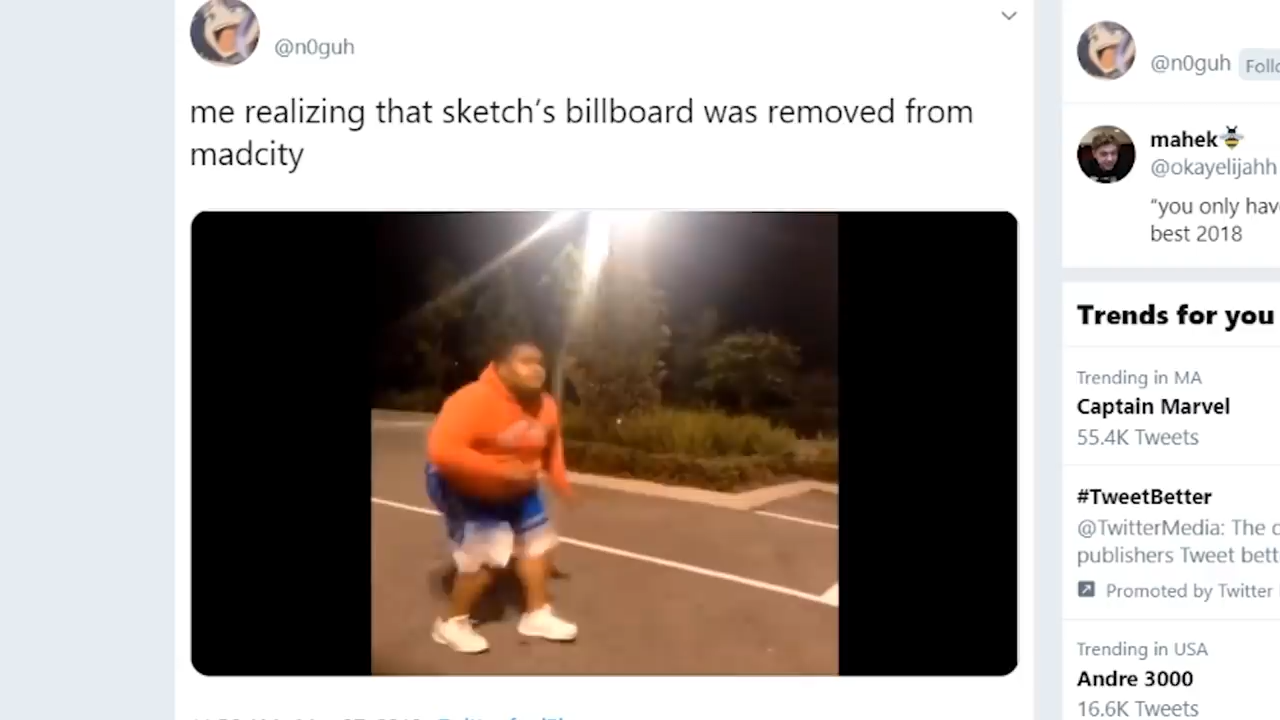 @n0guh
me realizing that sketch's billboard was removed from
madcity
@n0guh
mahek
@okayelijahh
"you only
best 2018
Trends for you
Trending in MA
Captain Marvel
55.4K Tweets
#TweetBetter
@TwitterMedia: The
publishers Tweet
Promoted by Twitter
Trending in USA
Andre 3000
16.6K Tweets